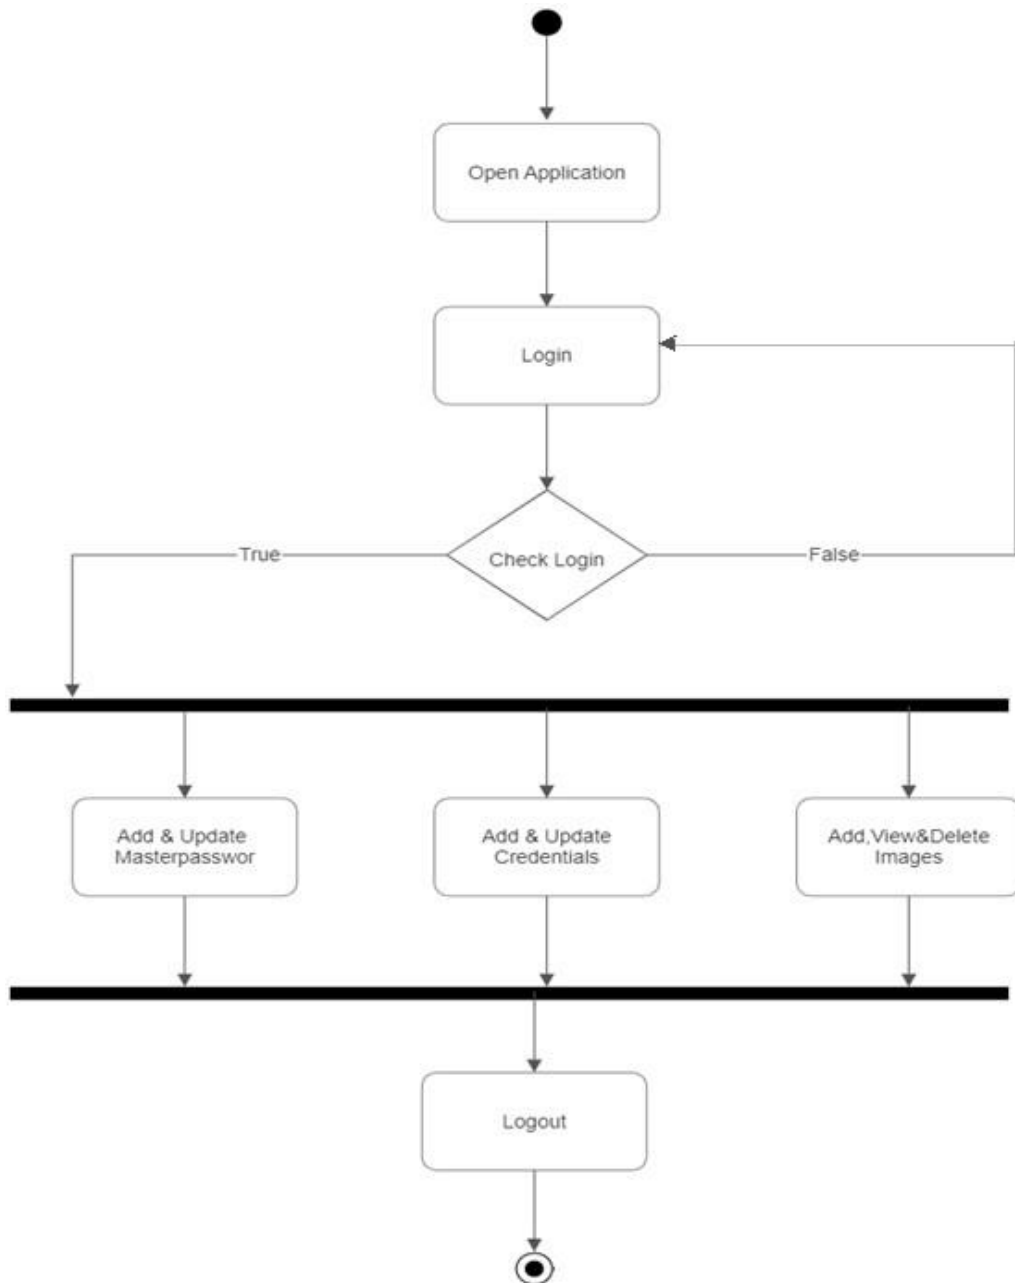 Open Application
Login
Check Login
True
False
Add & Update
Masterpasswor
Add & Update
Credentials
Add,View&Delete
Images
Logout